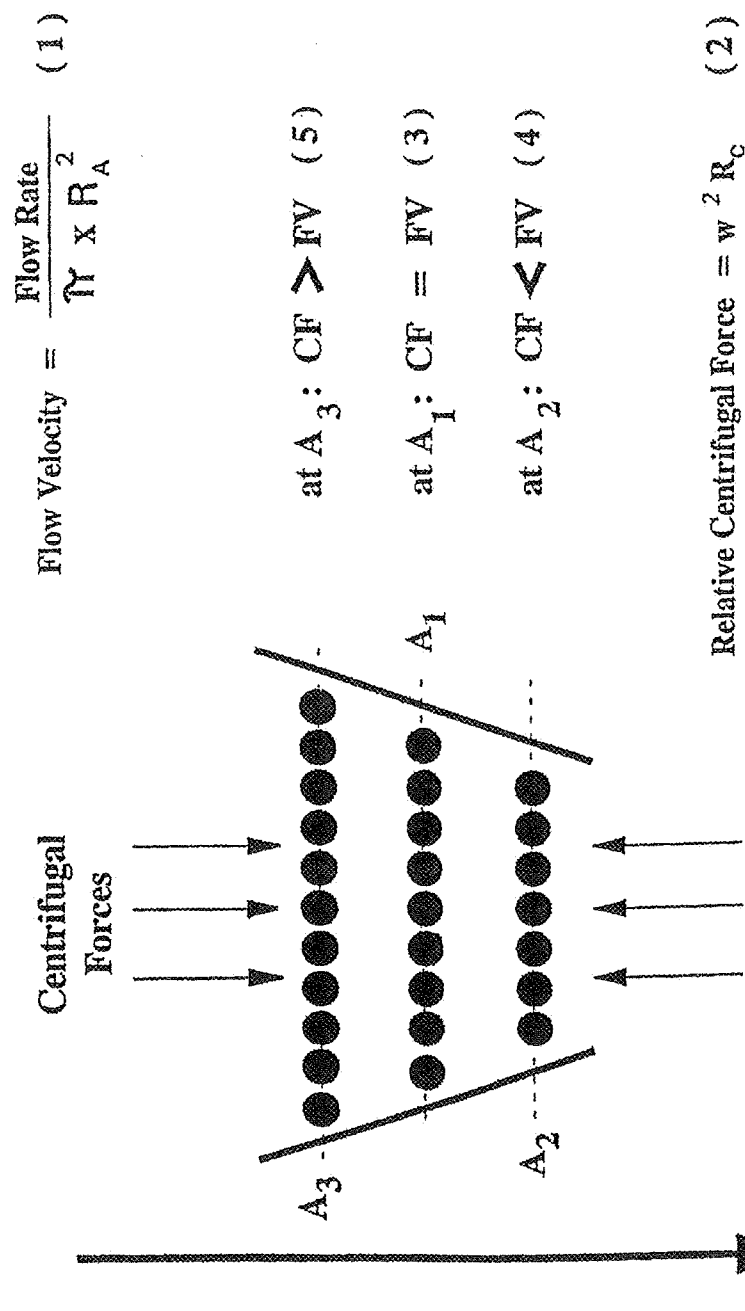 Flow Velocity = Flow Rate / π x R_A^2 (1)
Centrifugal
Forces
A3
A1
A2
at A3: CF > FV (5)
at A1: CF = FV (3)
at A2: CF < FV (4)
Relative Centrifugal Force = w^2 R_c (2)